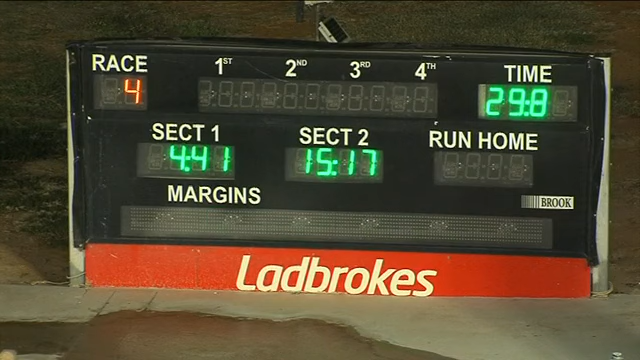 RACE 1ST 2ND 3RD 4TH TIME
4 29:8
SECT 1 SECT 2 RUN HOME
4:41 15:17
MARGINS
BROOK
Ladbrokes